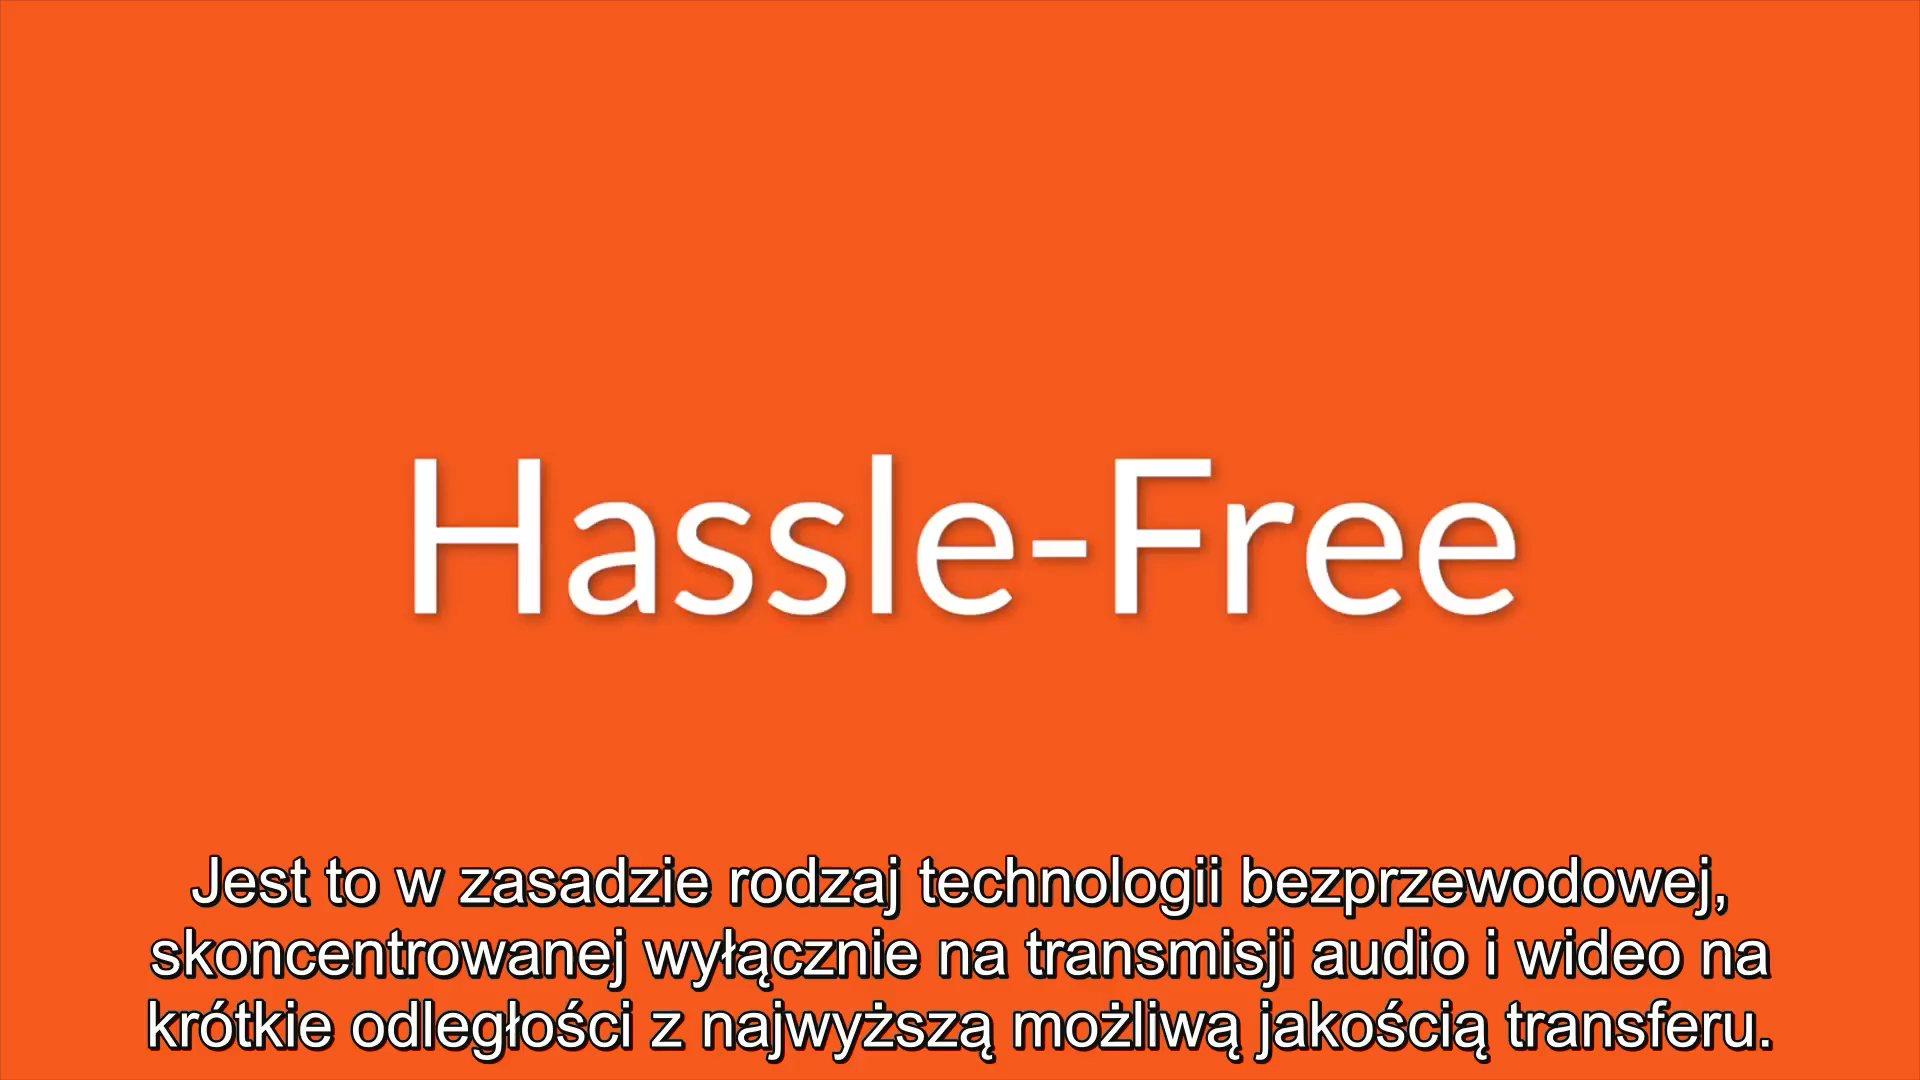 Hassle-Free
Jest to w zasadzie rodzaj technologii bezprzewodowej,
skoncentrowanej wyłącznie na transmisji audio i wideo na
krótkie odległości z najwyższą możliwą jakością transferu.